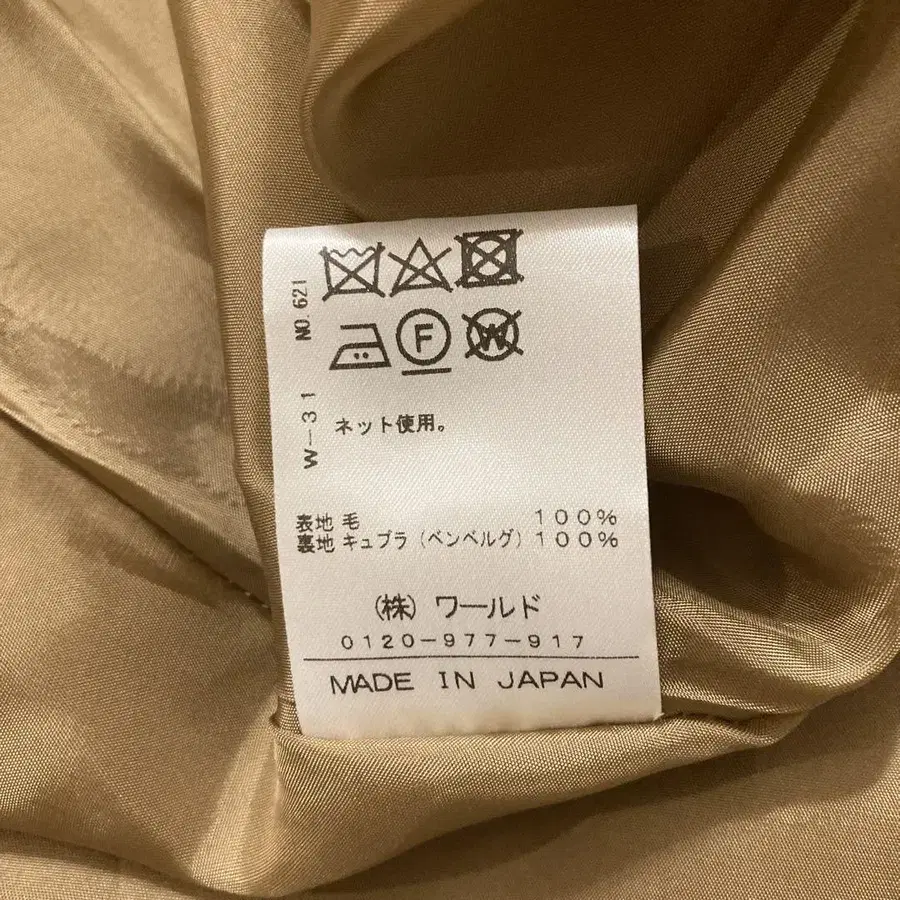 NO.621
W-31
F
W
ネット使用。
表地 毛 100%
裏地 キュプラ (ベンベルグ) 100%
(株) ワールド
0120-977-917
MADE IN JAPAN